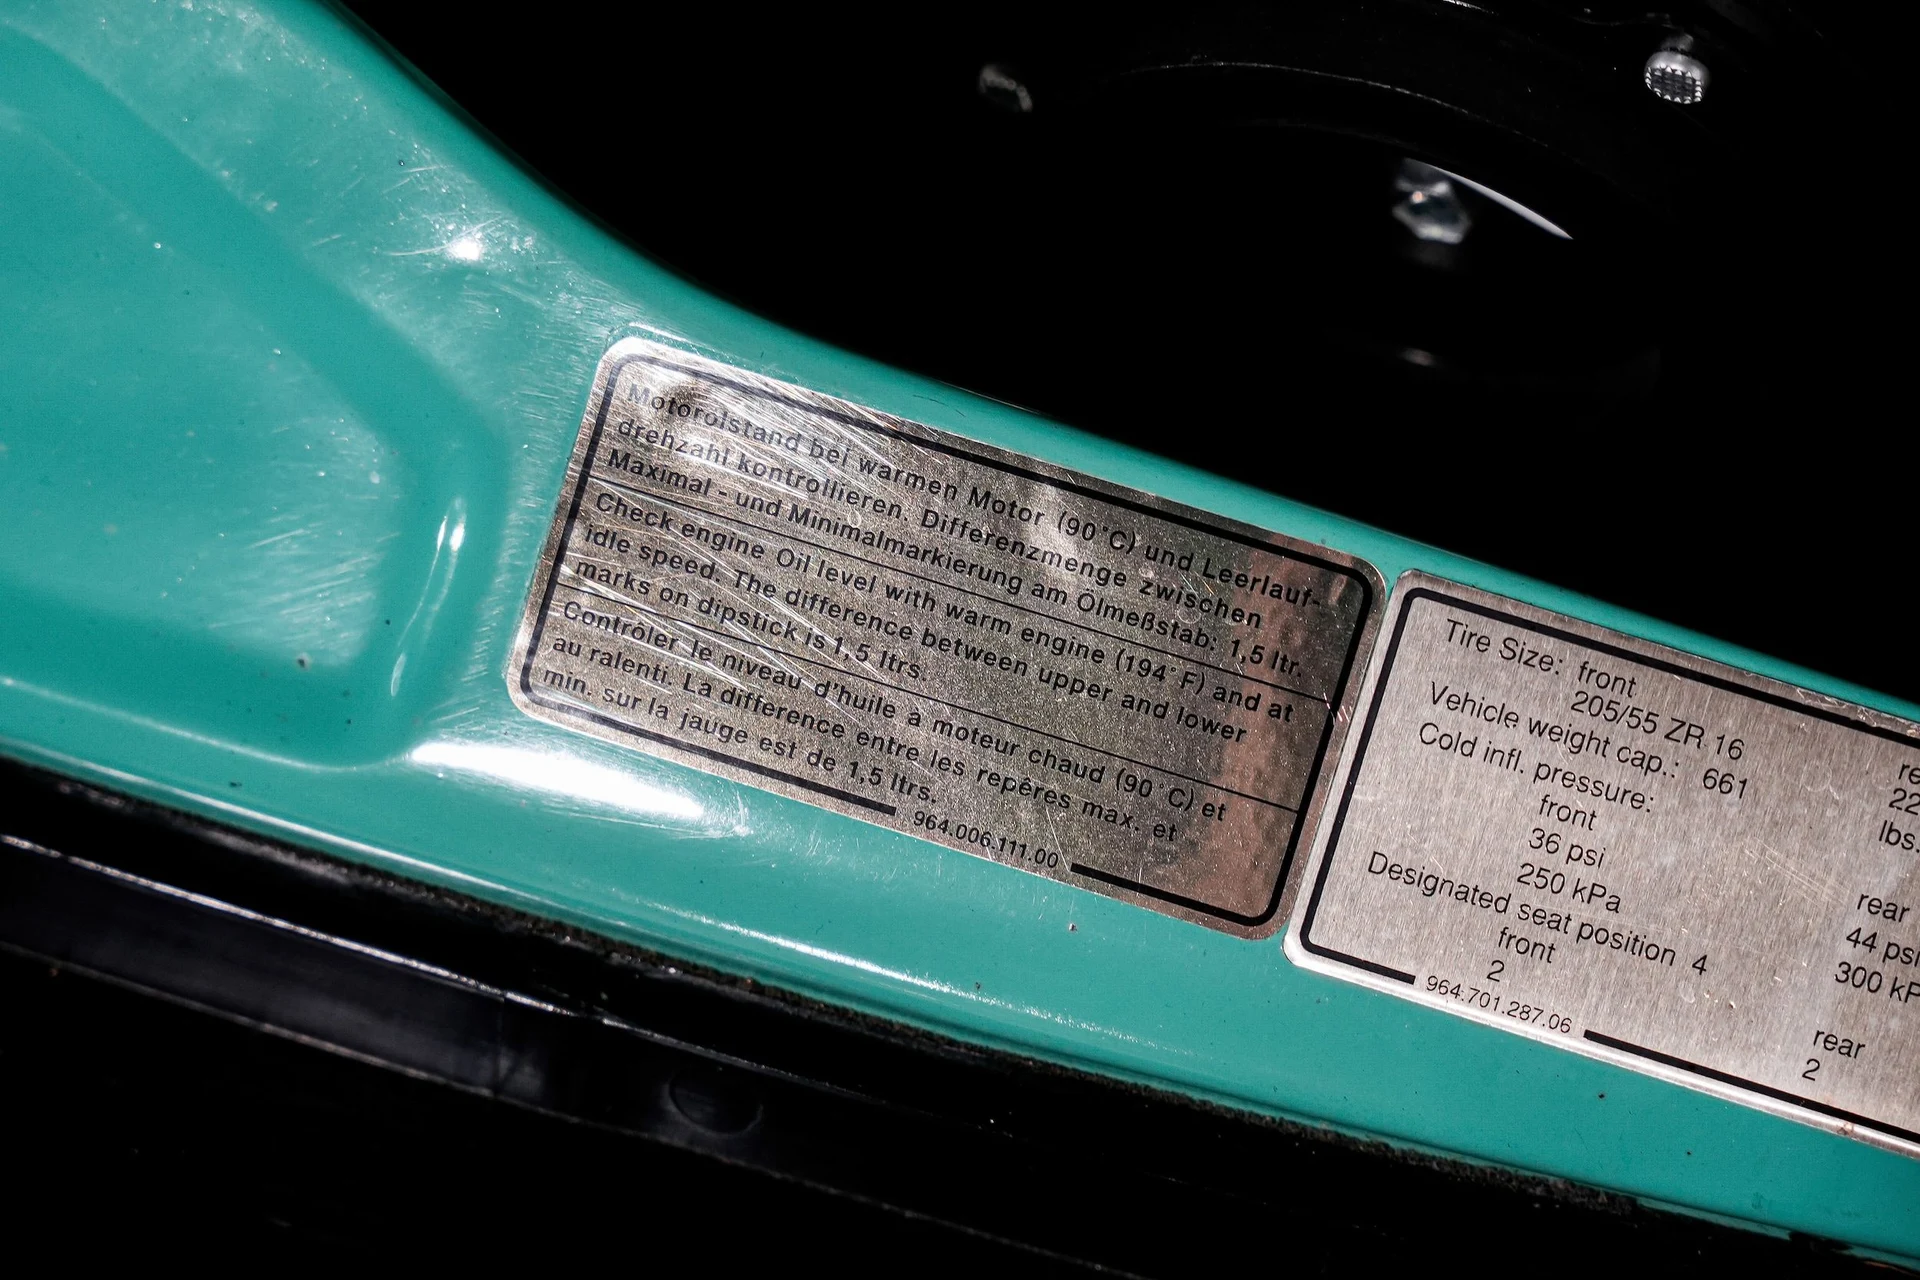 Motorölstand bei warmen Motor (90°C) und Leerlauf-
drehzahl kontrollieren. Differenzmenge zwischen
Maximal - und Minimalmarkierung am Ölmeßstab: 1,5 ltr.
Check engine Oil level with warm engine (194°F) and at
idle speed. The difference between upper and lower
marks on dipstick is 1,5 ltrs.
Contrôler le niveau d'huile a moteur chaud (90 °C) et
au ralenti. La difference entre les repêres max. et
min. sur la jauge est de 1,5 ltrs.
964.006.111.00
Tire Size: front
205/55 ZR 16
Vehicle weight cap.: 661 lbs.
Cold infl. pressure:
front rear
36 psi 44 psi
250 kPa 300 kP
Designated seat position 4
front rear
2 2
964.701.287.06